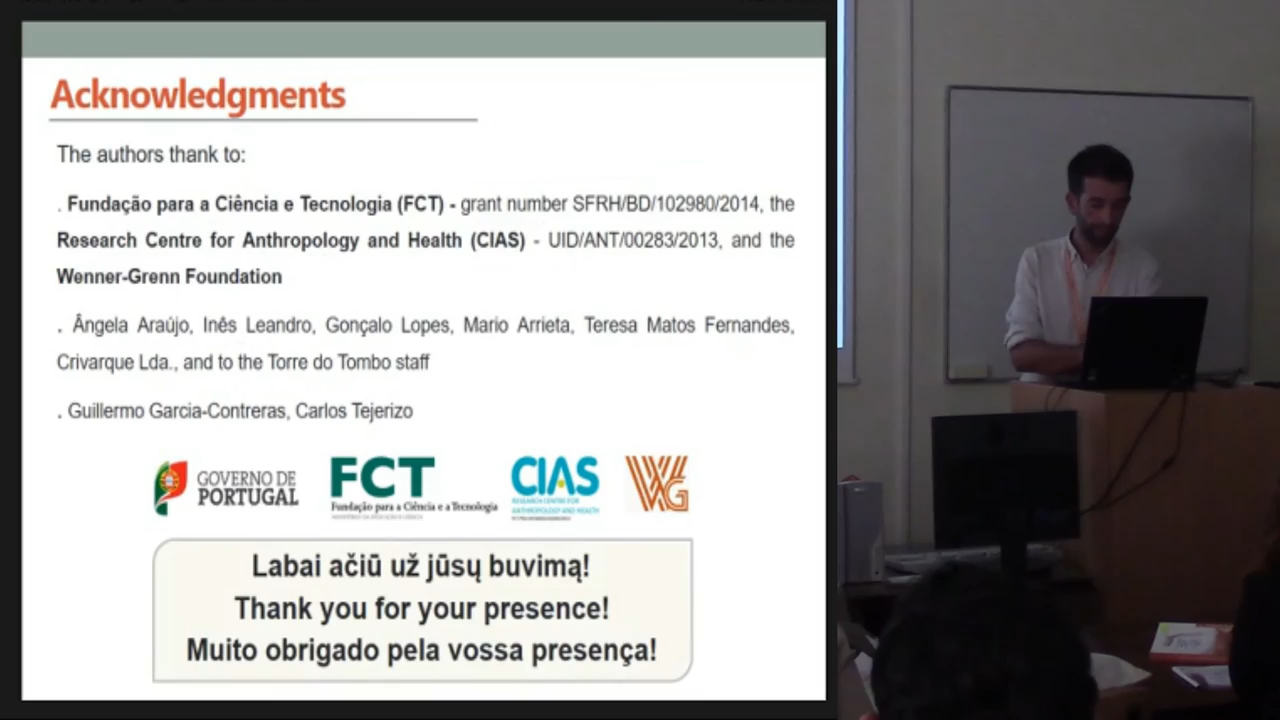 Acknowledgments
The authors thank to:
. Fundação para a Ciência e Tecnologia (FCT) - grant number SFRH/BD/102980/2014, the
Research Centre for Anthropology and Health (CIAS) - UID/ANT/00283/2013, and the
Wenner-Grenn Foundation
. Ângela Araújo, Inês Leandro, Gonçalo Lopes, Mario Arrieta, Teresa Matos Fernandes,
Crivarque Lda., and to the Torre do Tombo staff
. Guillermo Garcia-Contreras, Carlos Tejerizo
GOVERNO DE
PORTUGAL
FCT
Fundação para a Ciência e a Tecnologia
CIAS
RESEARCH CENTRE FOR
ANTHROPOLOGY AND HEALTH
WG
Labai ačiū už jūsų buvimą!
Thank you for your presence!
Muito obrigado pela vossa presença!